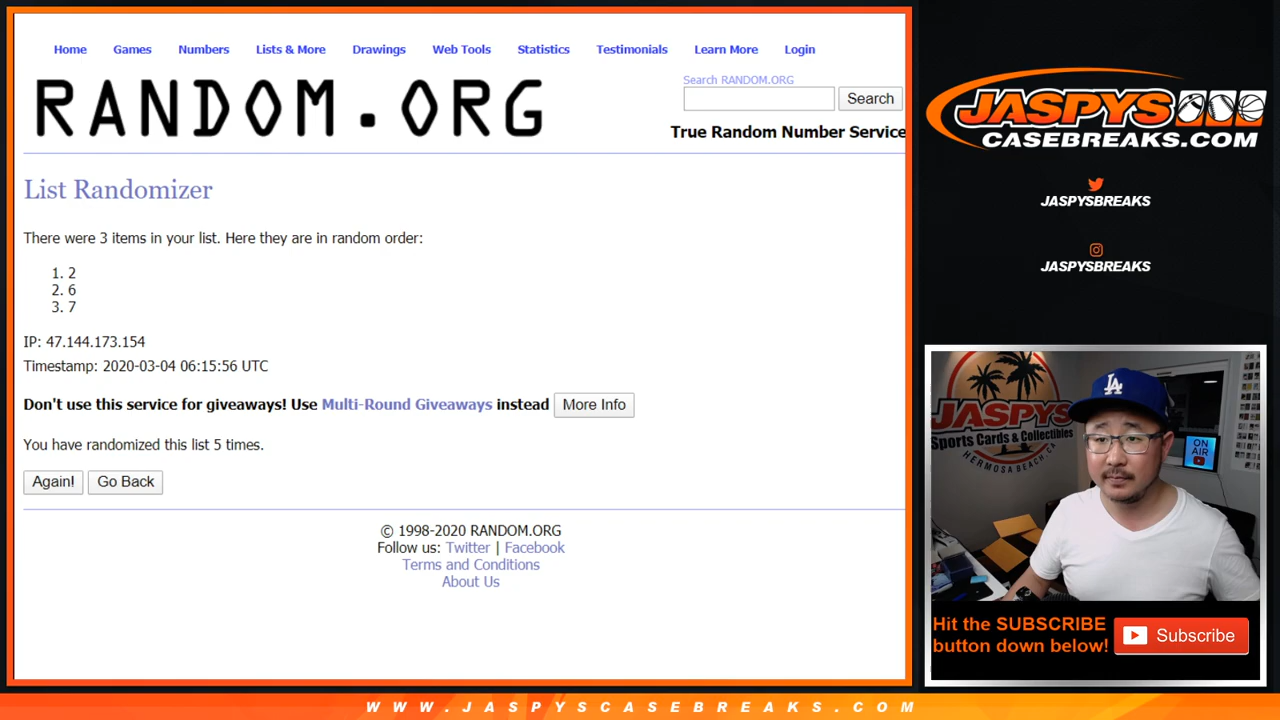 Home Games Numbers Lists & More Drawings Web Tools Statistics Testimonials Learn More Login
RANDOM.ORG
Search RANDOM.ORG
Search
True Random Number Service
List Randomizer
There were 3 items in your list. Here they are in random order:
1. 2
2. 6
3. 7
IP: 47.144.173.154
Timestamp: 2020-03-04 06:15:56 UTC
Don't use this service for giveaways! Use Multi-Round Giveaways instead More Info
You have randomized this list 5 times.
Again! Go Back
© 1998-2020 RANDOM.ORG
Follow us: Twitter | Facebook
Terms and Conditions
About Us
JASPYS
CASEBREAKS.COM
JASPYSBREAKS
JASPYSBREAKS
JASPYS
Sports Cards & Collectibles
HERMOSA BEACH, CA
LA
ON
AIR
Hit the SUBSCRIBE
button down below!
Subscribe
WWW.JASPYSCASEBREAKS.COM